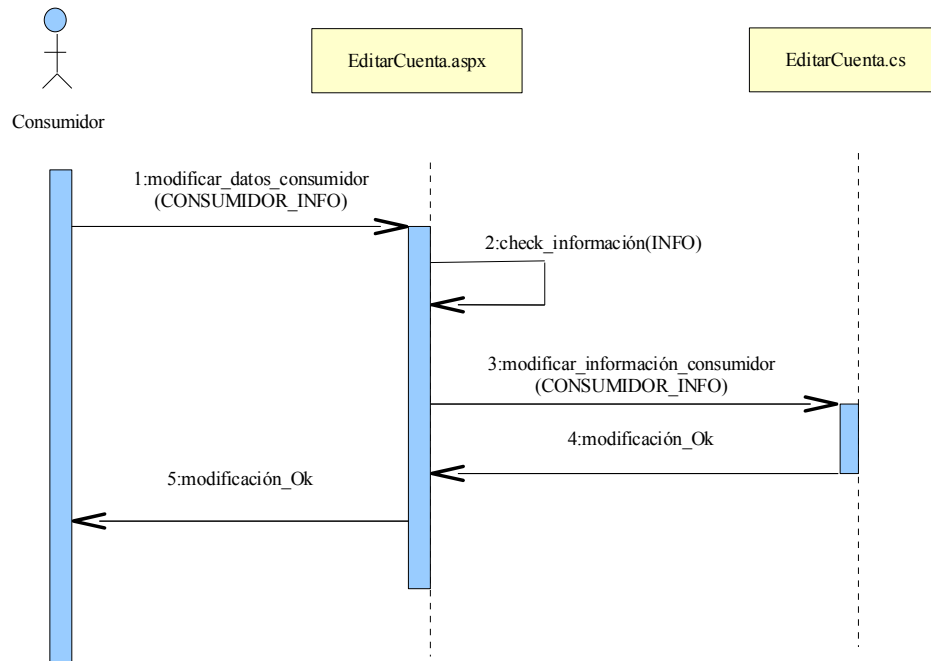 EditarCuenta.aspx
EditarCuenta.cs
Consumidor
1:modificar_datos_consumidor
(CONSUMIDOR_INFO)
2:check_información(INFO)
3:modificar_información_consumidor
(CONSUMIDOR_INFO)
4:modificación_Ok
5:modificación_Ok